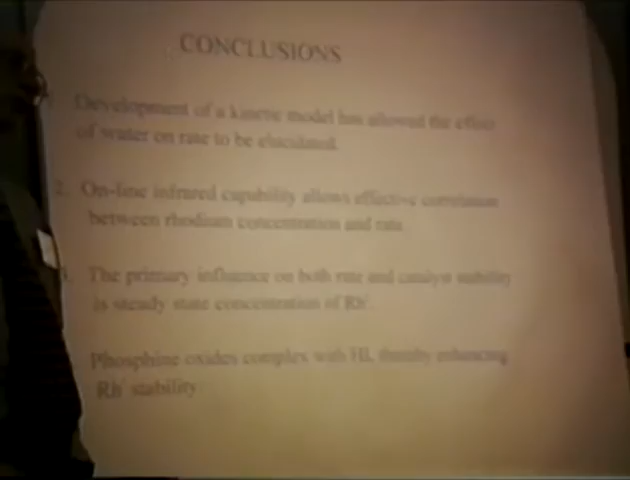 CONCLUSIONS
Development of a kinetic model has allowed the effect
of water on rate to be elucidated.
2. On-line infrared capability allows effective correlation
between rhodium concentration and rate
The primary influence on both rate and catalyst stability
is steady state concentration of Rh
Phosphine oxides complex with HI, thereby enhancing
Rh stability